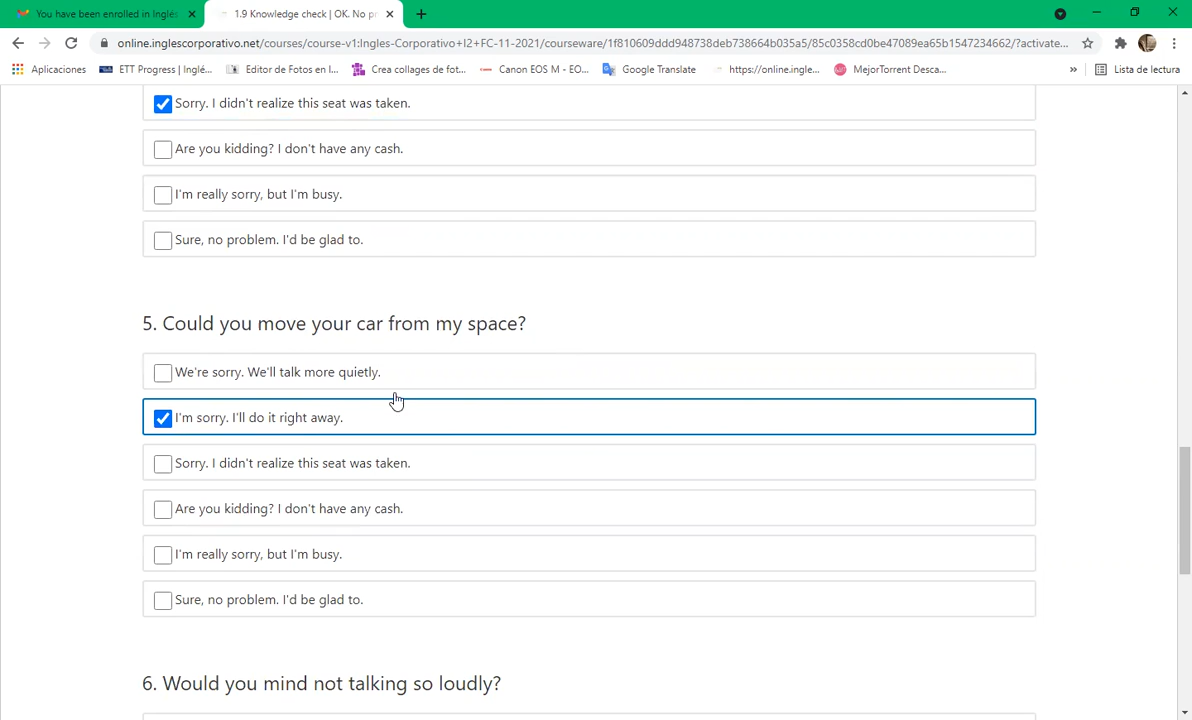 You have been enrolled in Inglés
1.9 Knowledge check | OK. No pr
online.inglescorporativo.net/courses/course-v1:Ingles-Corporativo+I2+FC-11-2021/courseware/1f810609ddd948738deb738664b035a5/85c0358cd0be47089ea65b1547234662/?activate...
Aplicaciones
ETT Progress | Inglé...
Editor de Fotos en l...
Crea collages de fot...
Canon EOS M - EO...
Google Translate
https://online.ingle...
MejorTorrent Desca...
»
Lista de lectura
Sorry. I didn't realize this seat was taken.
Are you kidding? I don't have any cash.
I'm really sorry, but I'm busy.
Sure, no problem. I'd be glad to.
5. Could you move your car from my space?
We're sorry. We'll talk more quietly.
I'm sorry. I'll do it right away.
Sorry. I didn't realize this seat was taken.
Are you kidding? I don't have any cash.
I'm really sorry, but I'm busy.
Sure, no problem. I'd be glad to.
6. Would you mind not talking so loudly?